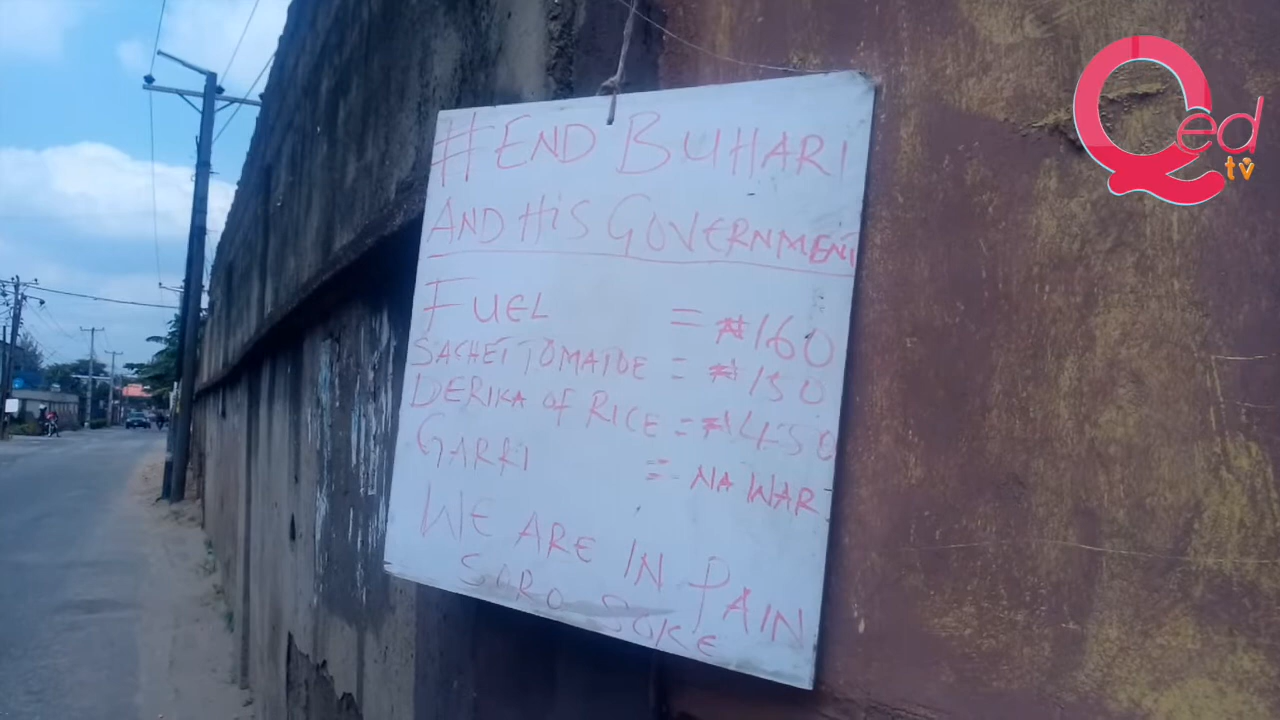 #END BUHARI
AND HIS GOVERNMENT
FUEL = ₦160
SACHET TOMATOE = ₦150
DERIKA OF RICE = ₦450
GARRI = NA WAR
WE ARE IN PAIN
SORO SOKE
Qed
tv